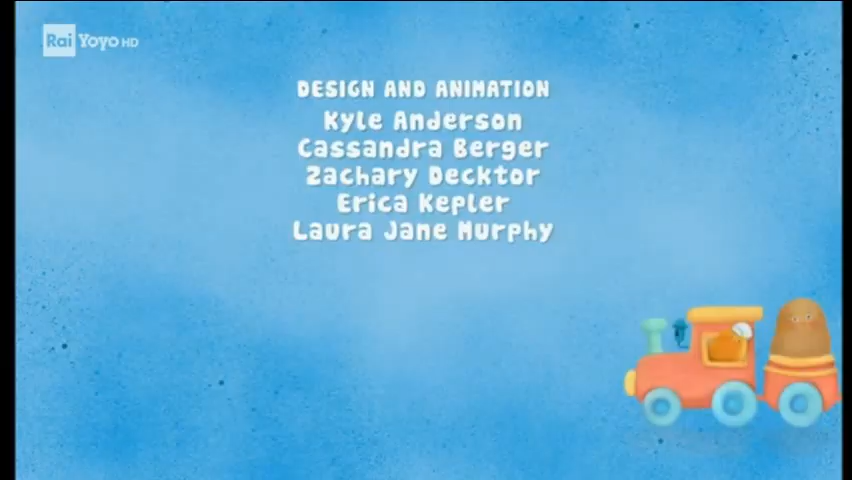 Rai Yoyo HD
DESIGN AND ANIMATION
Kyle Anderson
Cassandra Berger
Zachary Decktor
Erica Kepler
Laura Jane Murphy